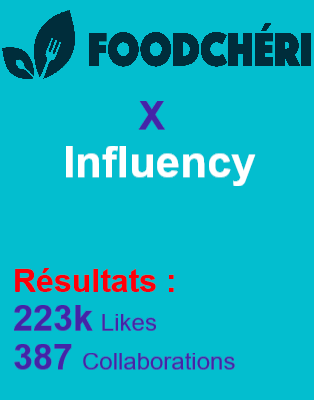 FOODCHÉRI
X
Influency
Résultats :
223k Likes
387 Collaborations